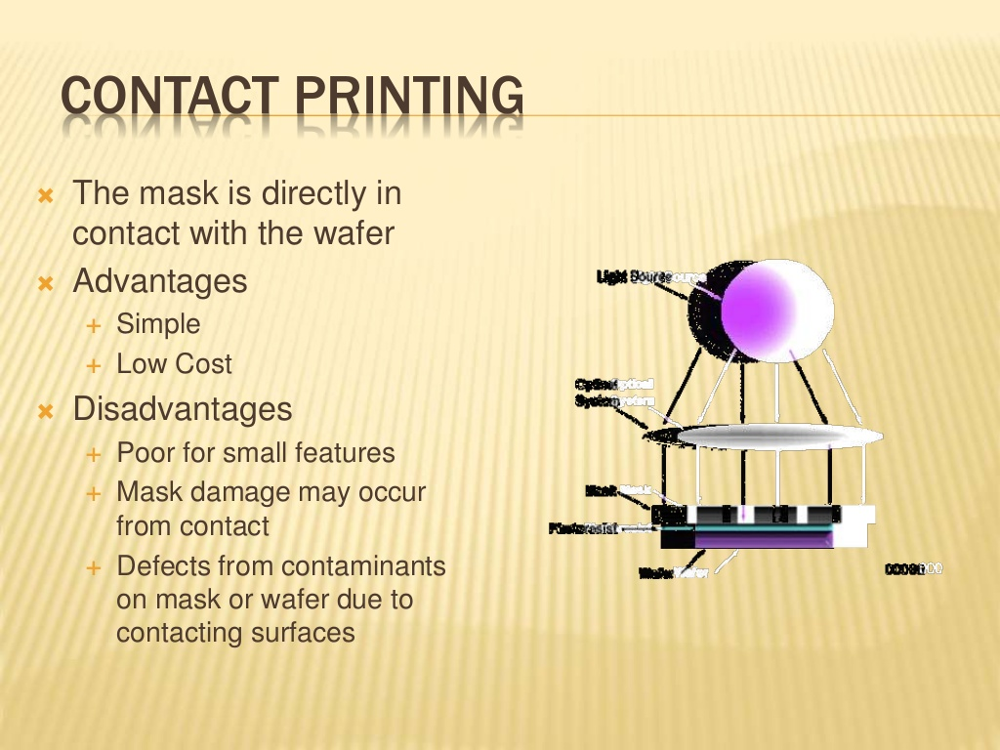 CONTACT PRINTING
The mask is directly in
contact with the wafer
Advantages
Simple
Low Cost
Disadvantages
Poor for small features
Mask damage may occur
from contact
Defects from contaminants
on mask or wafer due to
contacting surfaces
Light Source
Optical
System
Mask
Photoresist
Wafer